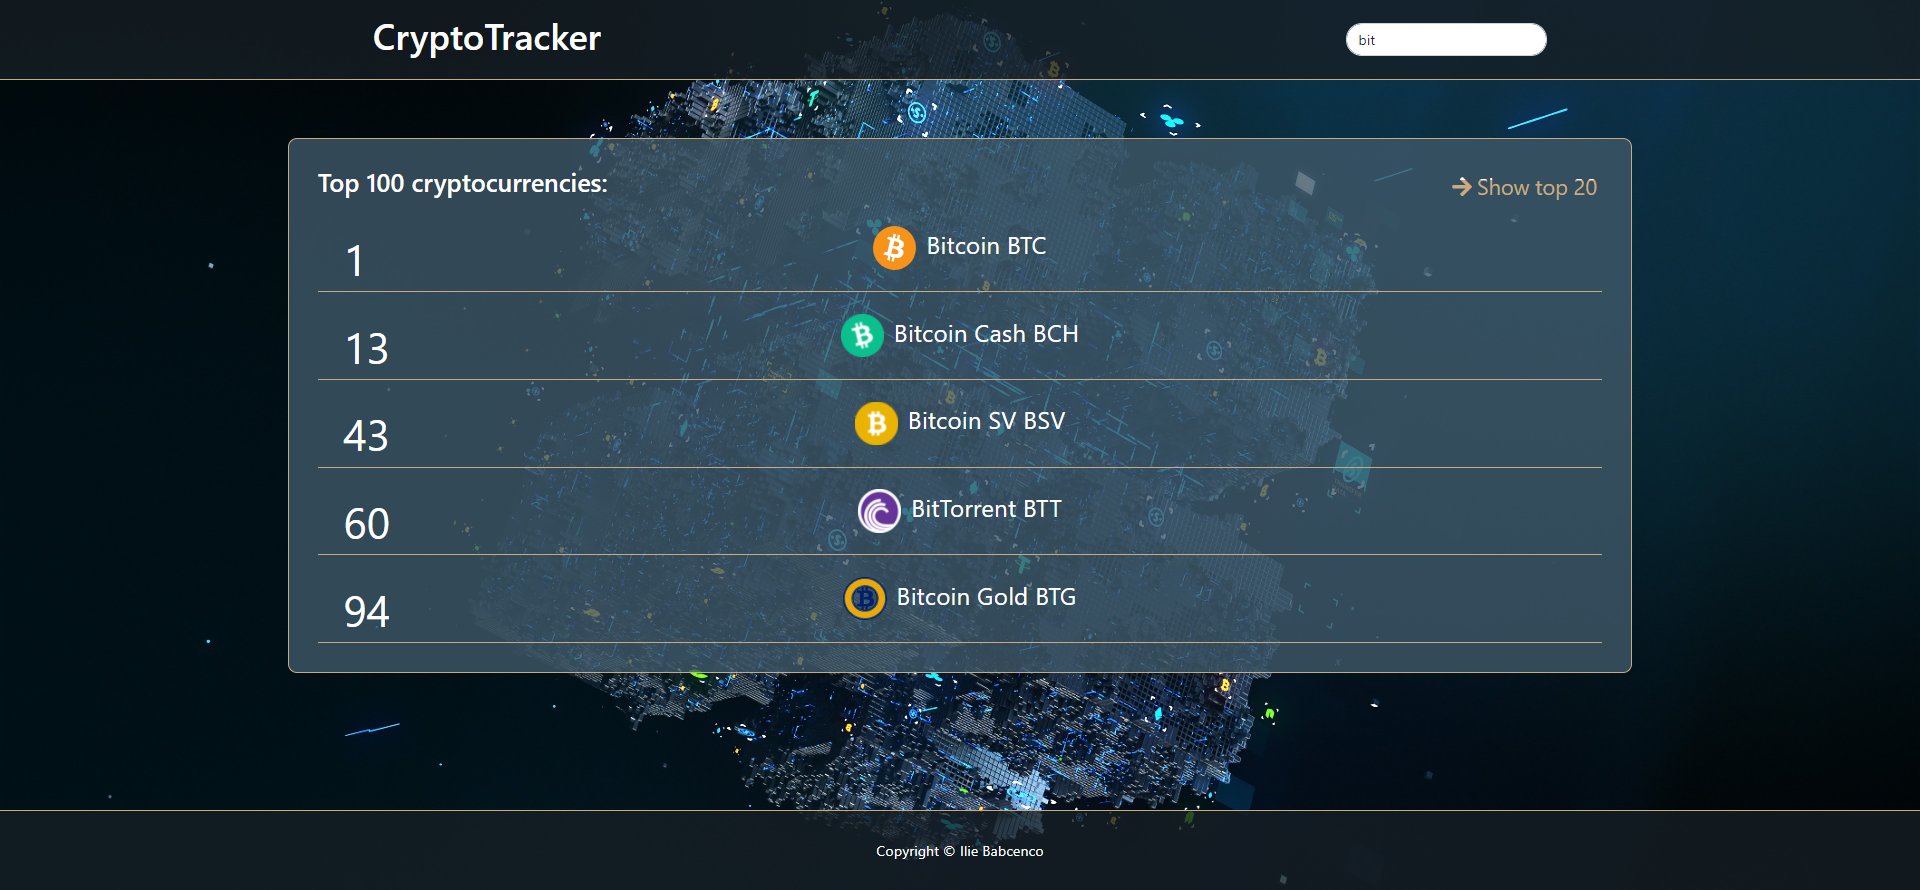 CryptoTracker
bit
Top 100 cryptocurrencies:
Show top 20
1
Bitcoin BTC
13
Bitcoin Cash BCH
43
Bitcoin SV BSV
60
BitTorrent BTT
94
Bitcoin Gold BTG
Copyright © Ilie Babcenco